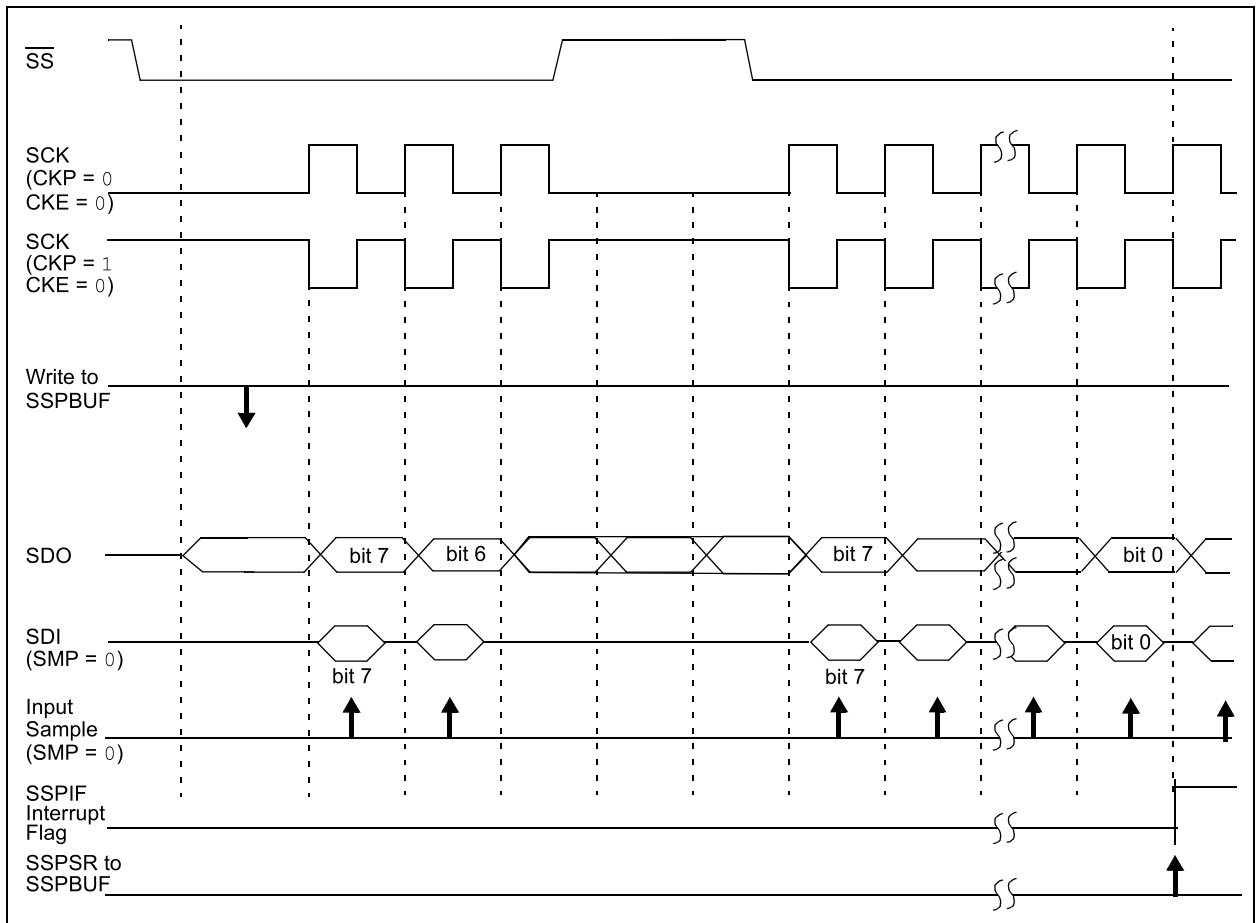 SS
SCK
(CKP = 0
CKE = 0)
SCK
(CKP = 1
CKE = 0)
Write to
SSPBUF
SDO
bit 7
bit 6
bit 7
bit 0
SDI
(SMP = 0)
bit 7
bit 7
bit 0
Input
Sample
(SMP = 0)
SSPIF
Interrupt
Flag
SSPSR to
SSPBUF